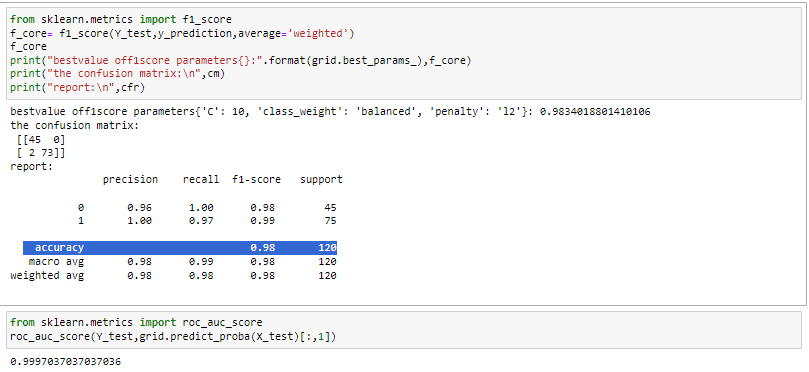 from sklearn.metrics import f1_score
f_core= f1_score(Y_test,y_prediction,average='weighted')
f_core
print("bestvalue off1score parameters{}:".format(grid.best_params_),f_core)
print("the confusion matrix:\n",cm)
print("report:\n",cfr)
bestvalue off1score parameters{'C': 10, 'class_weight': 'balanced', 'penalty': 'l2'}: 0.9834018801410106
the confusion matrix:
[[45  0]
[ 2 73]]
report:
precision    recall  f1-score   support
0       0.96      1.00      0.98        45
1       1.00      0.97      0.99        75
accuracy                           0.98       120
macro avg       0.98      0.99      0.98       120
weighted avg       0.98      0.98      0.98       120
from sklearn.metrics import roc_auc_score
roc_auc_score(Y_test,grid.predict_proba(X_test)[:,1])
0.9997037037037036